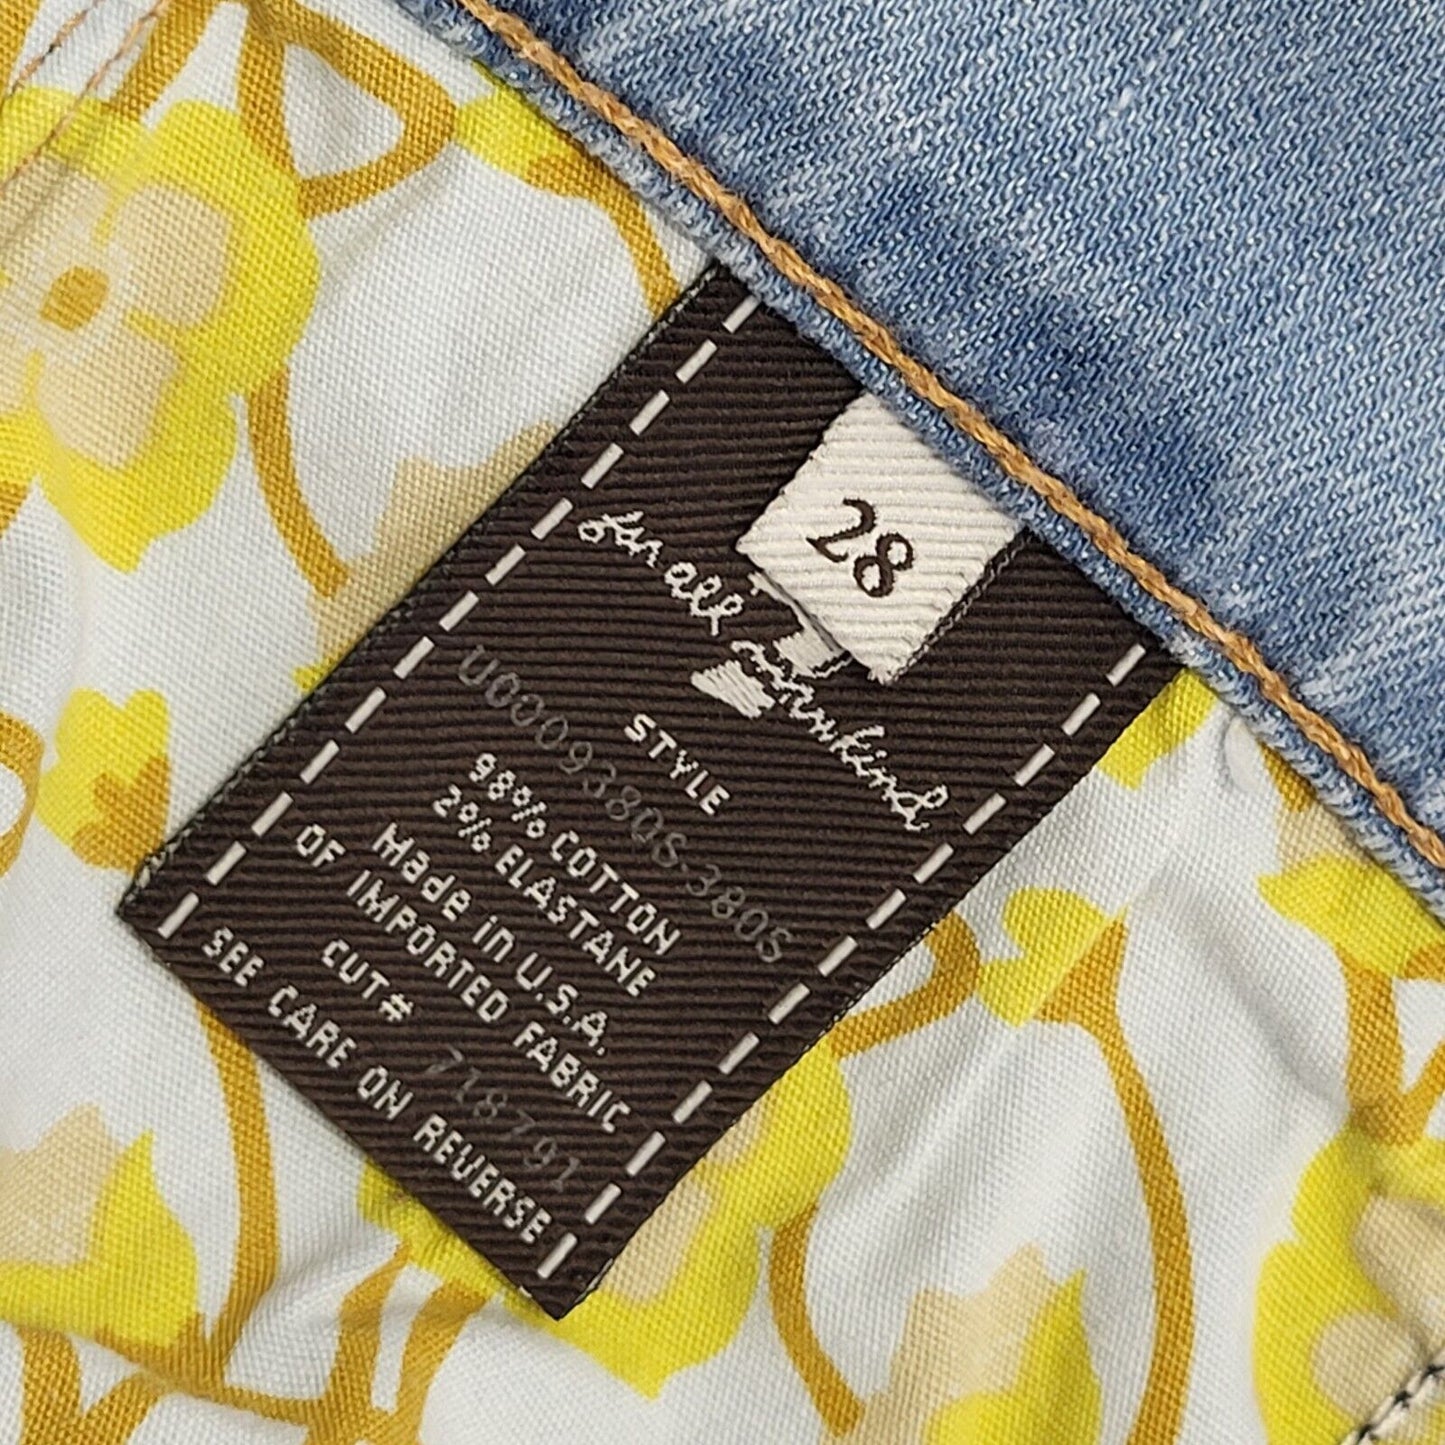 28
for all
mankind
STYLE
U0009380S-380S
98% COTTON
2% ELASTANE
Made in U.S.A.
OF IMPORTED FABRIC
CUT# 718791
SEE CARE ON REVERSE